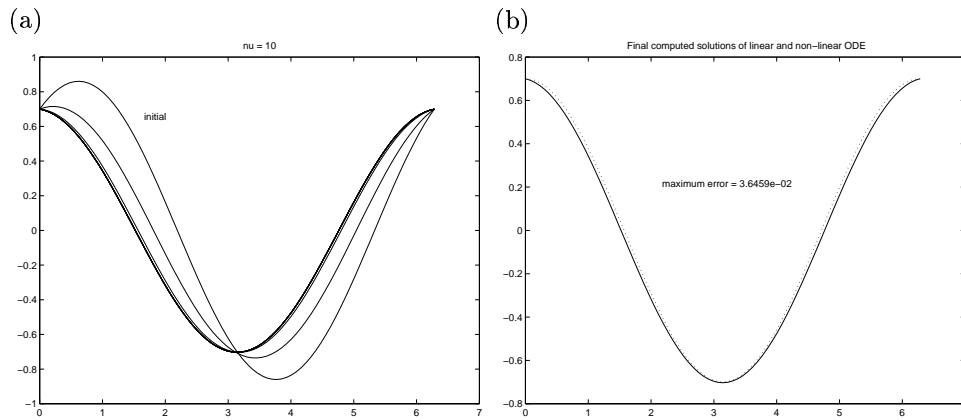 (a)
nu = 10
1
0.8
0.6
0.4
0.2
0
−0.2
−0.4
−0.6
−0.8
−1
initial
0 1 2 3 4 5 6 7
(b)
Final computed solutions of linear and non−linear ODE
0.8
0.6
0.4
0.2
0
−0.2
−0.4
−0.6
−0.8
maximum error = 3.6459e−02
0 1 2 3 4 5 6